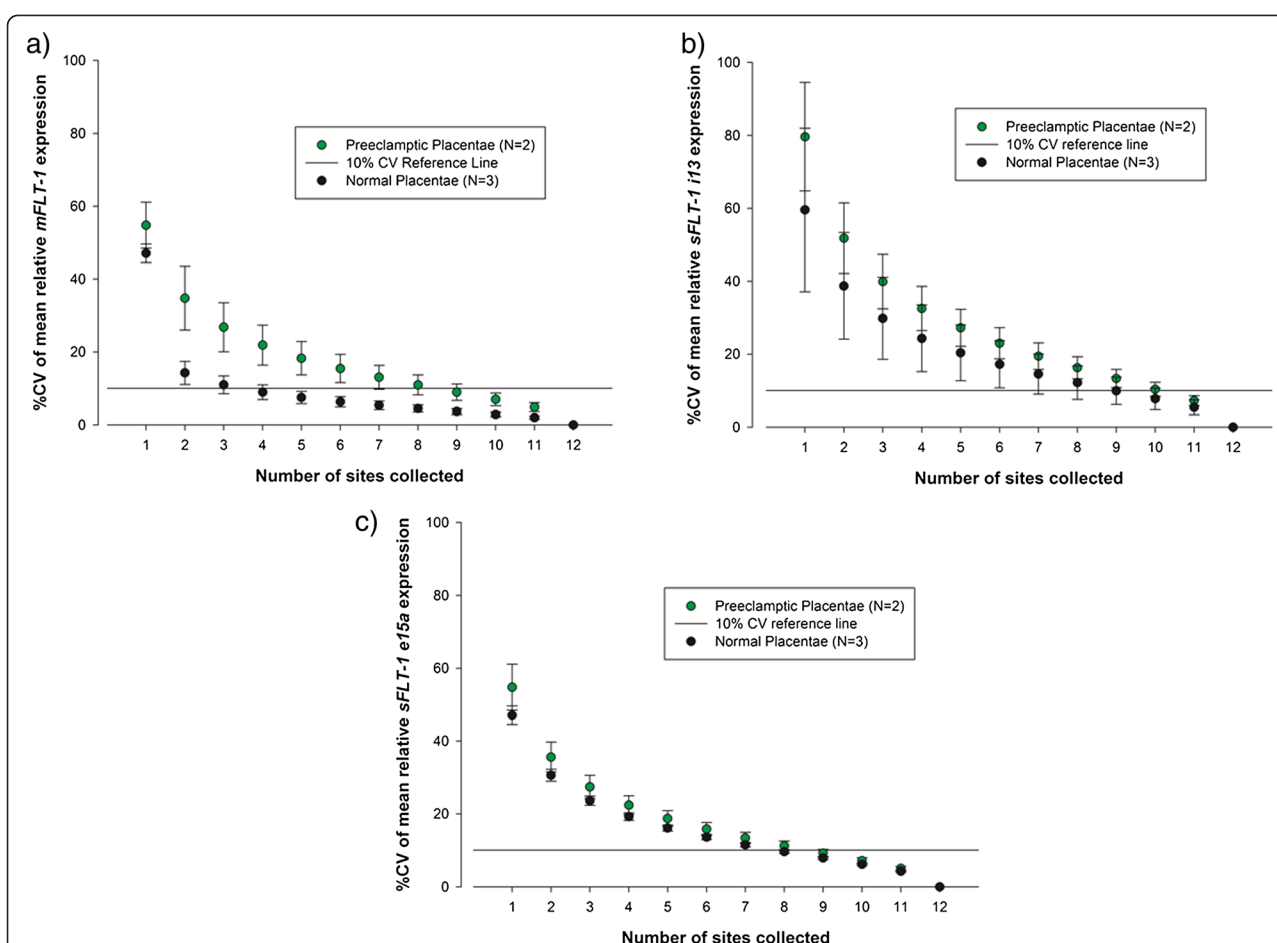 a)
%CV of mean relative mFLT-1 expression
100
80
60
40
20
0
Preeclamptic Placentae (N=2)
10% CV Reference Line
Normal Placentae (N=3)
1 2 3 4 5 6 7 8 9 10 11 12
Number of sites collected
b)
%CV of mean relative sFLT-1 i13 expression
100
80
60
40
20
0
Preeclamptic Placentae (N=2)
10% CV reference line
Normal Placentae (N=3)
1 2 3 4 5 6 7 8 9 10 11 12
Number of sites collected
c)
%CV of mean relative sFLT-1 e15a expression
100
80
60
40
20
0
Preeclamptic Placentae (N=2)
10% CV reference line
Normal Placentae (N=3)
1 2 3 4 5 6 7 8 9 10 11 12
Number of sites collected